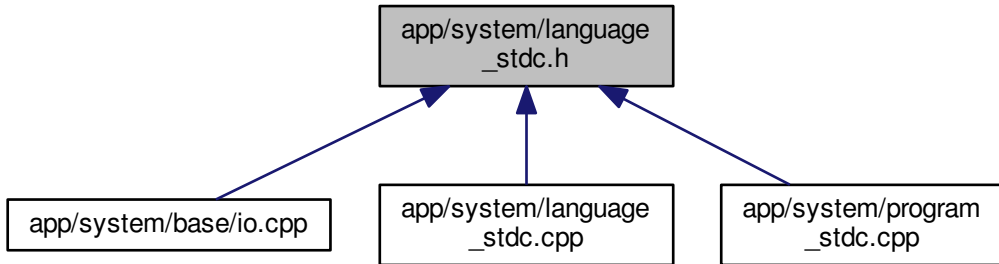 app/system/language
_stdc.h
app/system/base/io.cpp
app/system/language
_stdc.cpp
app/system/program
_stdc.cpp